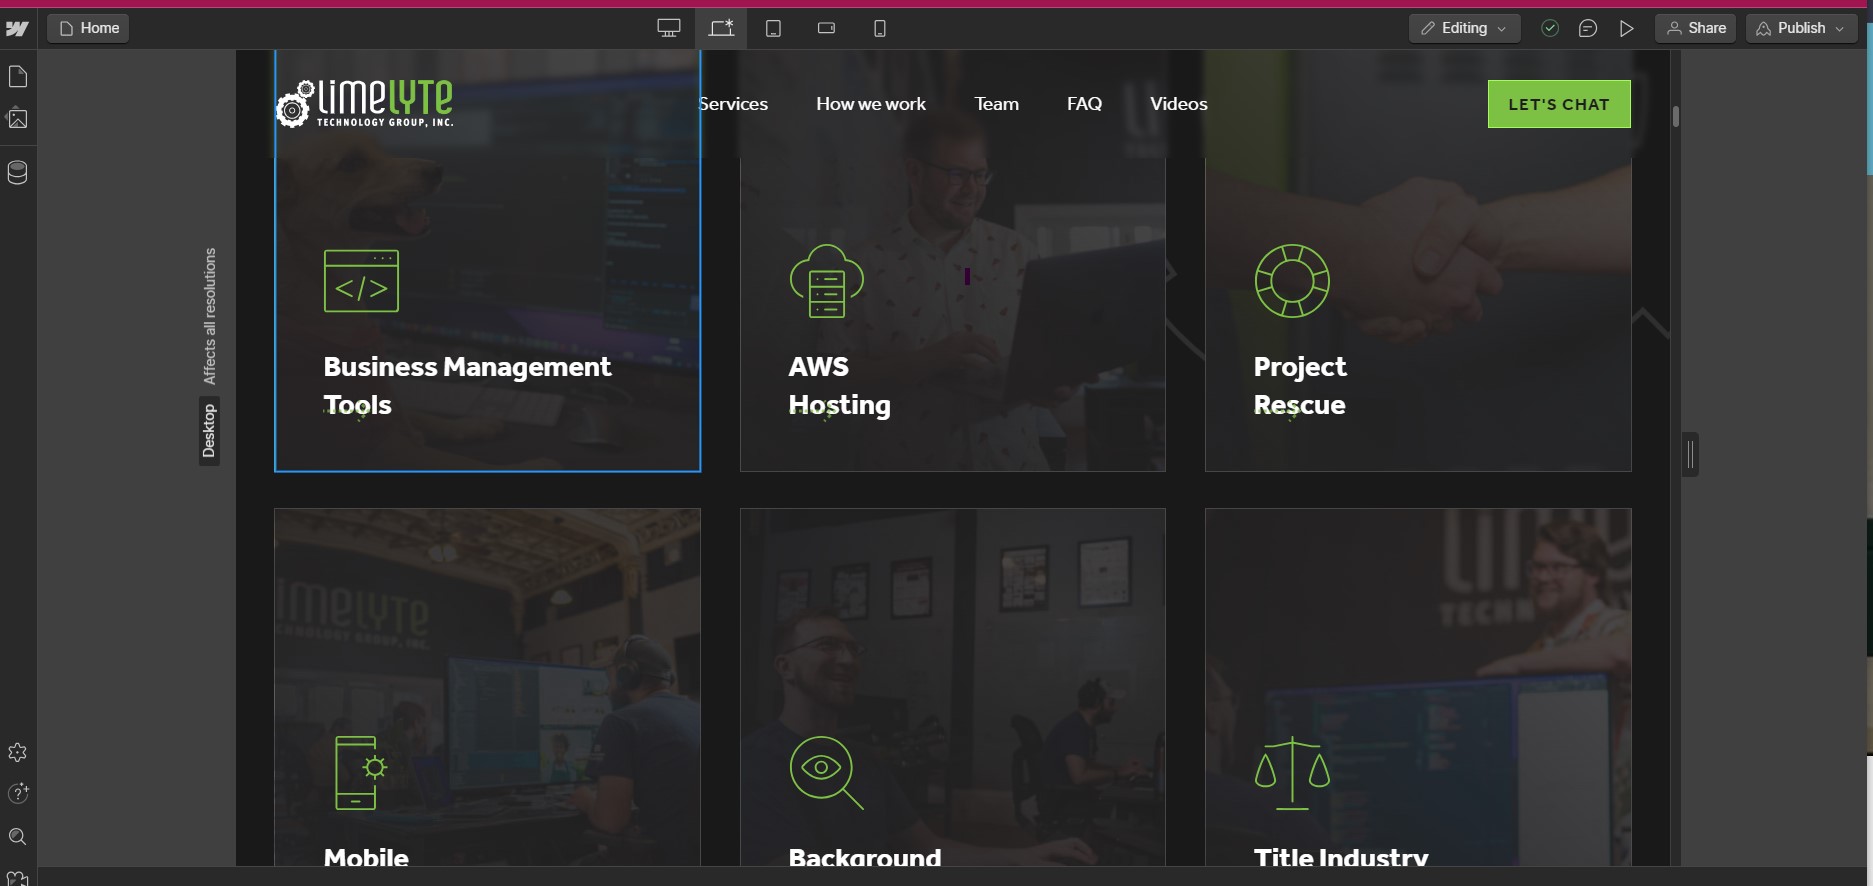 Home
Editing
Share
Publish
limelyte
TECHNOLOGY GROUP, INC.
Services
How we work
Team
FAQ
Videos
LET'S CHAT
Affects all resolutions
Desktop
</>
Business Management
Tools
AWS
Hosting
Project
Rescue
limelyte
TECHNOLOGY GROUP, INC.
Mobile
Background
Title Industry